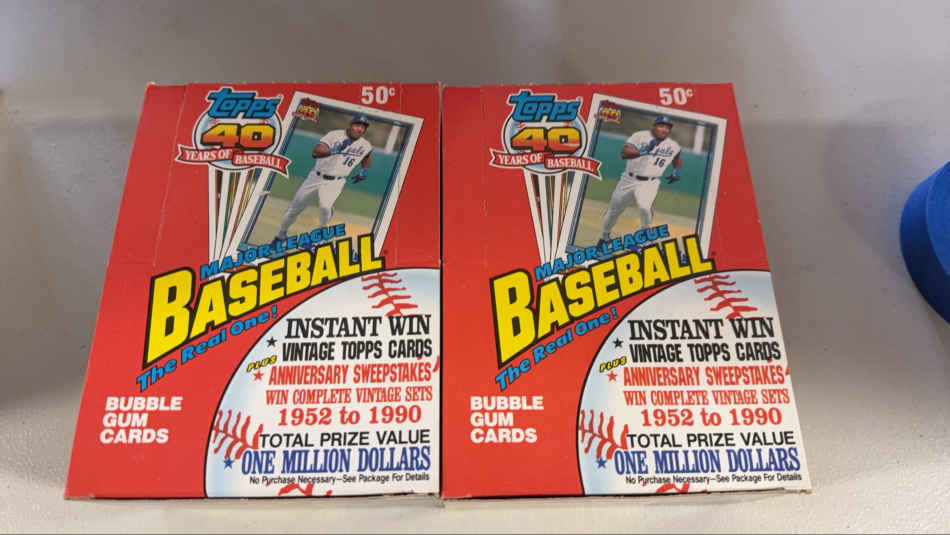 Topps
50¢
40
YEARS OF BASEBALL
Royals
16
MAJOR LEAGUE
BASEBALL
The Real One!
INSTANT WIN
VINTAGE TOPPS CARDS
PLUS
ANNIVERSARY SWEEPSTAKES
WIN COMPLETE VINTAGE SETS
1952 to 1990
BUBBLE
GUM
CARDS
TOTAL PRIZE VALUE
ONE MILLION DOLLARS
No Purchase Necessary—See Package For Details
Topps
50¢
40
YEARS OF BASEBALL
Royals
16
MAJOR LEAGUE
BASEBALL
The Real One!
INSTANT WIN
VINTAGE TOPPS CARDS
PLUS
ANNIVERSARY SWEEPSTAKES
WIN COMPLETE VINTAGE SETS
1952 to 1990
BUBBLE
GUM
CARDS
TOTAL PRIZE VALUE
ONE MILLION DOLLARS
No Purchase Necessary—See Package For Details